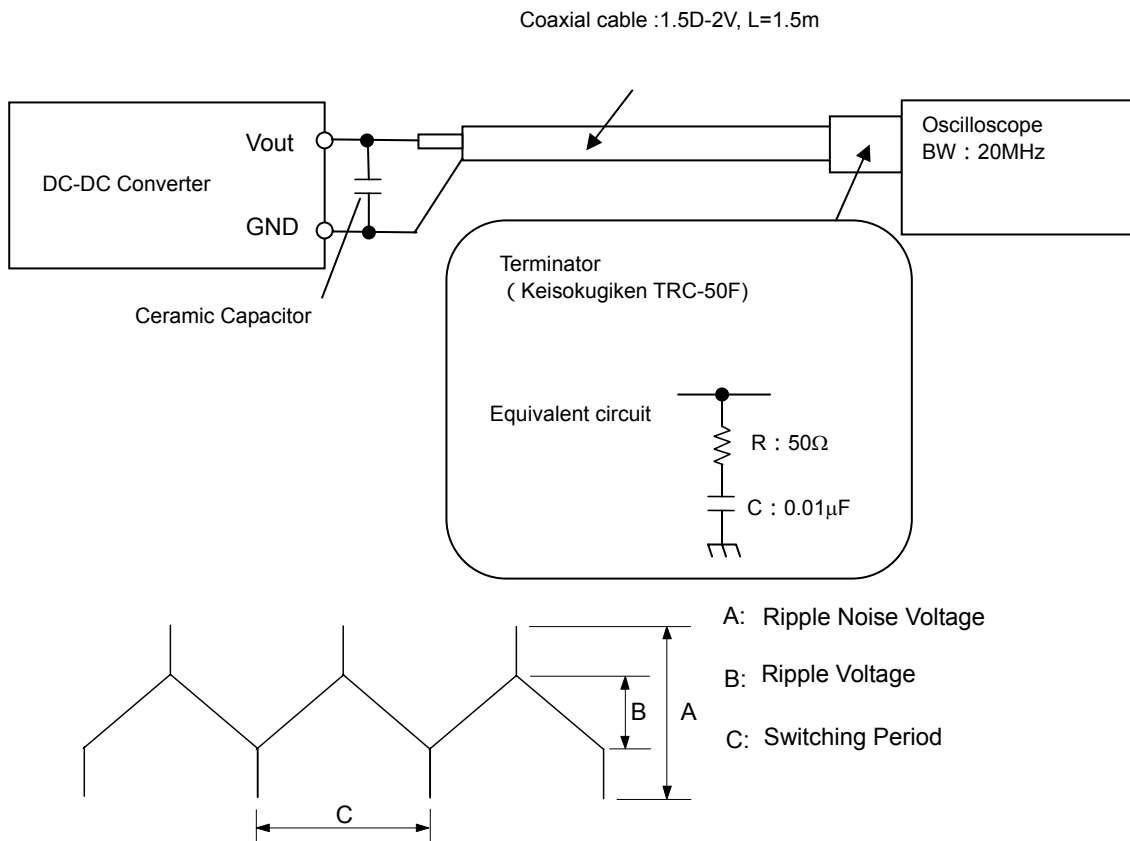 Coaxial cable :1.5D-2V, L=1.5m
Vout
DC-DC Converter
GND
Ceramic Capacitor
Oscilloscope
BW：20MHz
Terminator
（Keisokugiken TRC-50F)
Equivalent circuit
R：50Ω
C：0.01μF
A: Ripple Noise Voltage
B: Ripple Voltage
C: Switching Period
B
A
C